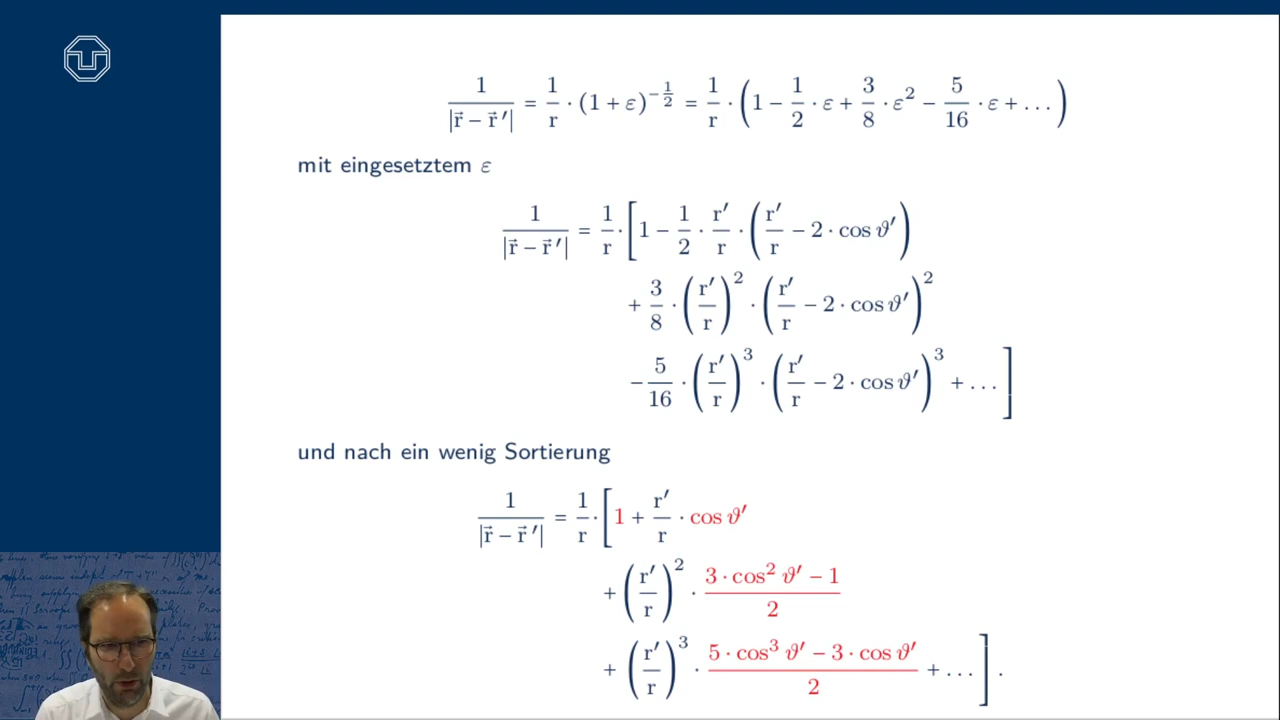 1/|r⃗ − r⃗ ′| = 1/r · (1 + ε)^(−1/2) = 1/r · (1 − 1/2 · ε + 3/8 · ε² − 5/16 · ε + …)
mit eingesetztem ε
1/|r⃗ − r⃗ ′| = 1/r · [1 − 1/2 · r′/r · (r′/r − 2 · cos ϑ′)
+ 3/8 · (r′/r)² · (r′/r − 2 · cos ϑ′)²
− 5/16 · (r′/r)³ · (r′/r − 2 · cos ϑ′)³ + …]
und nach ein wenig Sortierung
1/|r⃗ − r⃗ ′| = 1/r · [1 + r′/r · cos ϑ′
+ (r′/r)² · (3 · cos² ϑ′ − 1)/2
+ (r′/r)³ · (5 · cos³ ϑ′ − 3 · cos ϑ′)/2 + …].